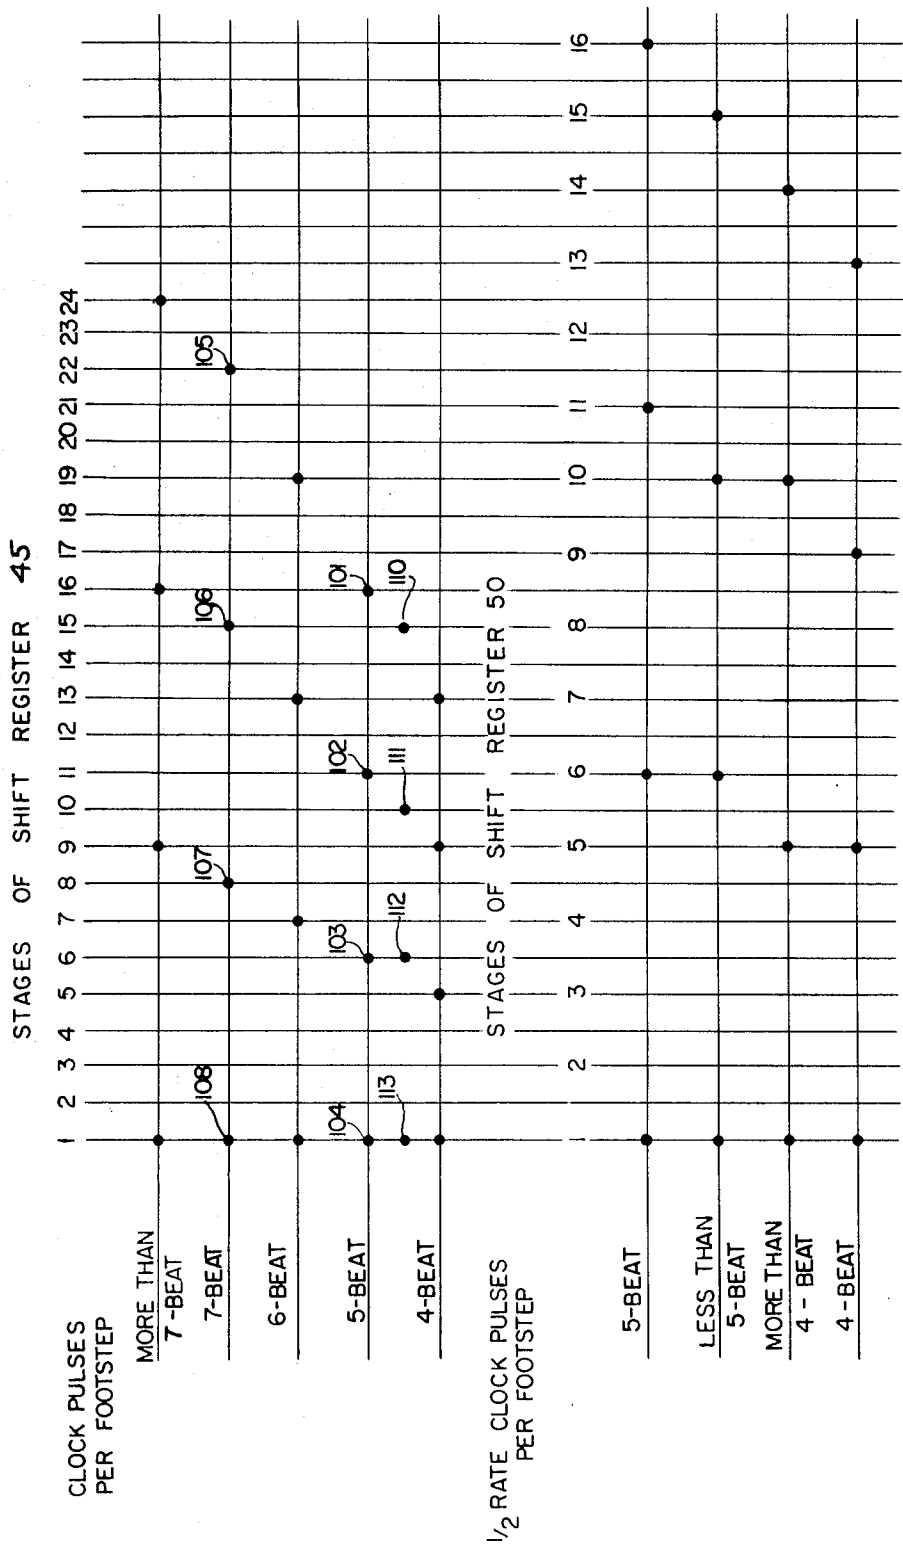 STAGES OF SHIFT REGISTER 45
CLOCK PULSES
PER FOOTSTEP
1 2 3 4 5 6 7 8 9 10 11 12 13 14 15 16 17 18 19 20 21 22 23 24
MORE THAN
7-BEAT
7-BEAT
108 107 106 105
6-BEAT
5-BEAT
104 103 102 101
113 112 111 110
4-BEAT
STAGES OF SHIFT REGISTER 50
1/2 RATE CLOCK PULSES
PER FOOTSTEP
1 2 3 4 5 6 7 8 9 10 11 12 13 14 15 16
5-BEAT
LESS THAN
5-BEAT
MORE THAN
4 - BEAT
4-BEAT